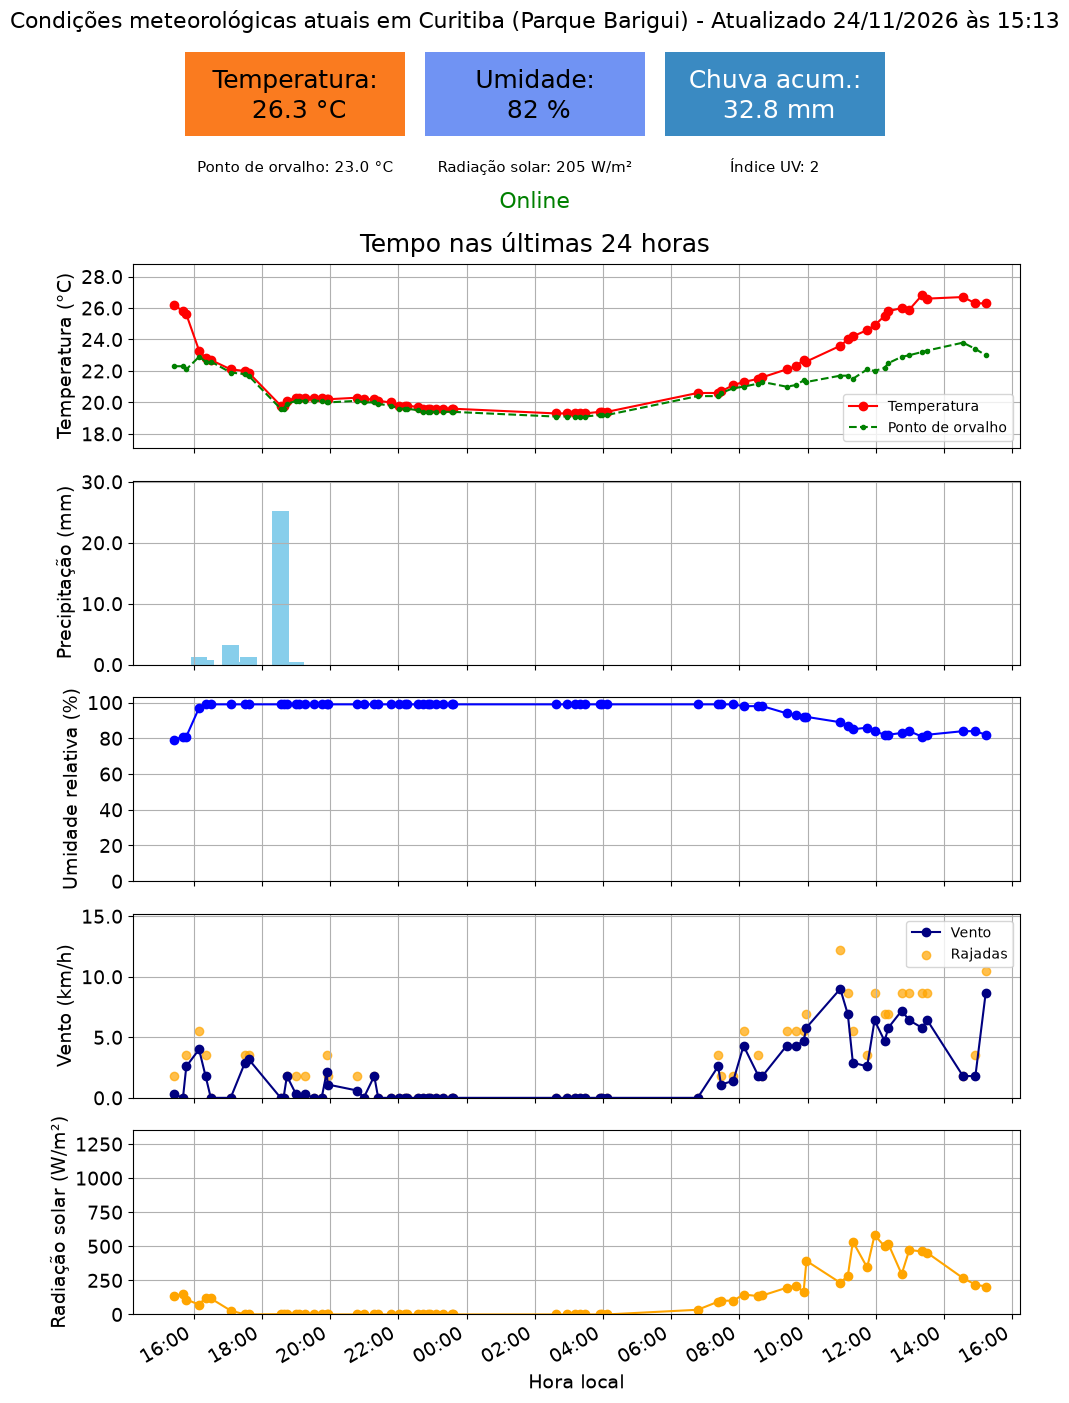 Condições meteorológicas atuais em Curitiba (Parque Barigui) - Atualizado 24/11/2026 às 15:13
Temperatura:
26.3 °C
Umidade:
82 %
Chuva acum.:
32.8 mm
Ponto de orvalho: 23.0 °C
Radiação solar: 205 W/m²
Índice UV: 2
Online
Tempo nas últimas 24 horas
Temperatura (°C)
28.0
26.0
24.0
22.0
20.0
18.0
Temperatura
Ponto de orvalho
Precipitação (mm)
30.0
20.0
10.0
0.0
Umidade relativa (%)
100
80
60
40
20
0
Vento (km/h)
15.0
10.0
5.0
0.0
Vento
Rajadas
Radiação solar (W/m²)
1250
1000
750
500
250
0
16:00
18:00
20:00
22:00
00:00
02:00
04:00
06:00
08:00
10:00
12:00
14:00
16:00
Hora local